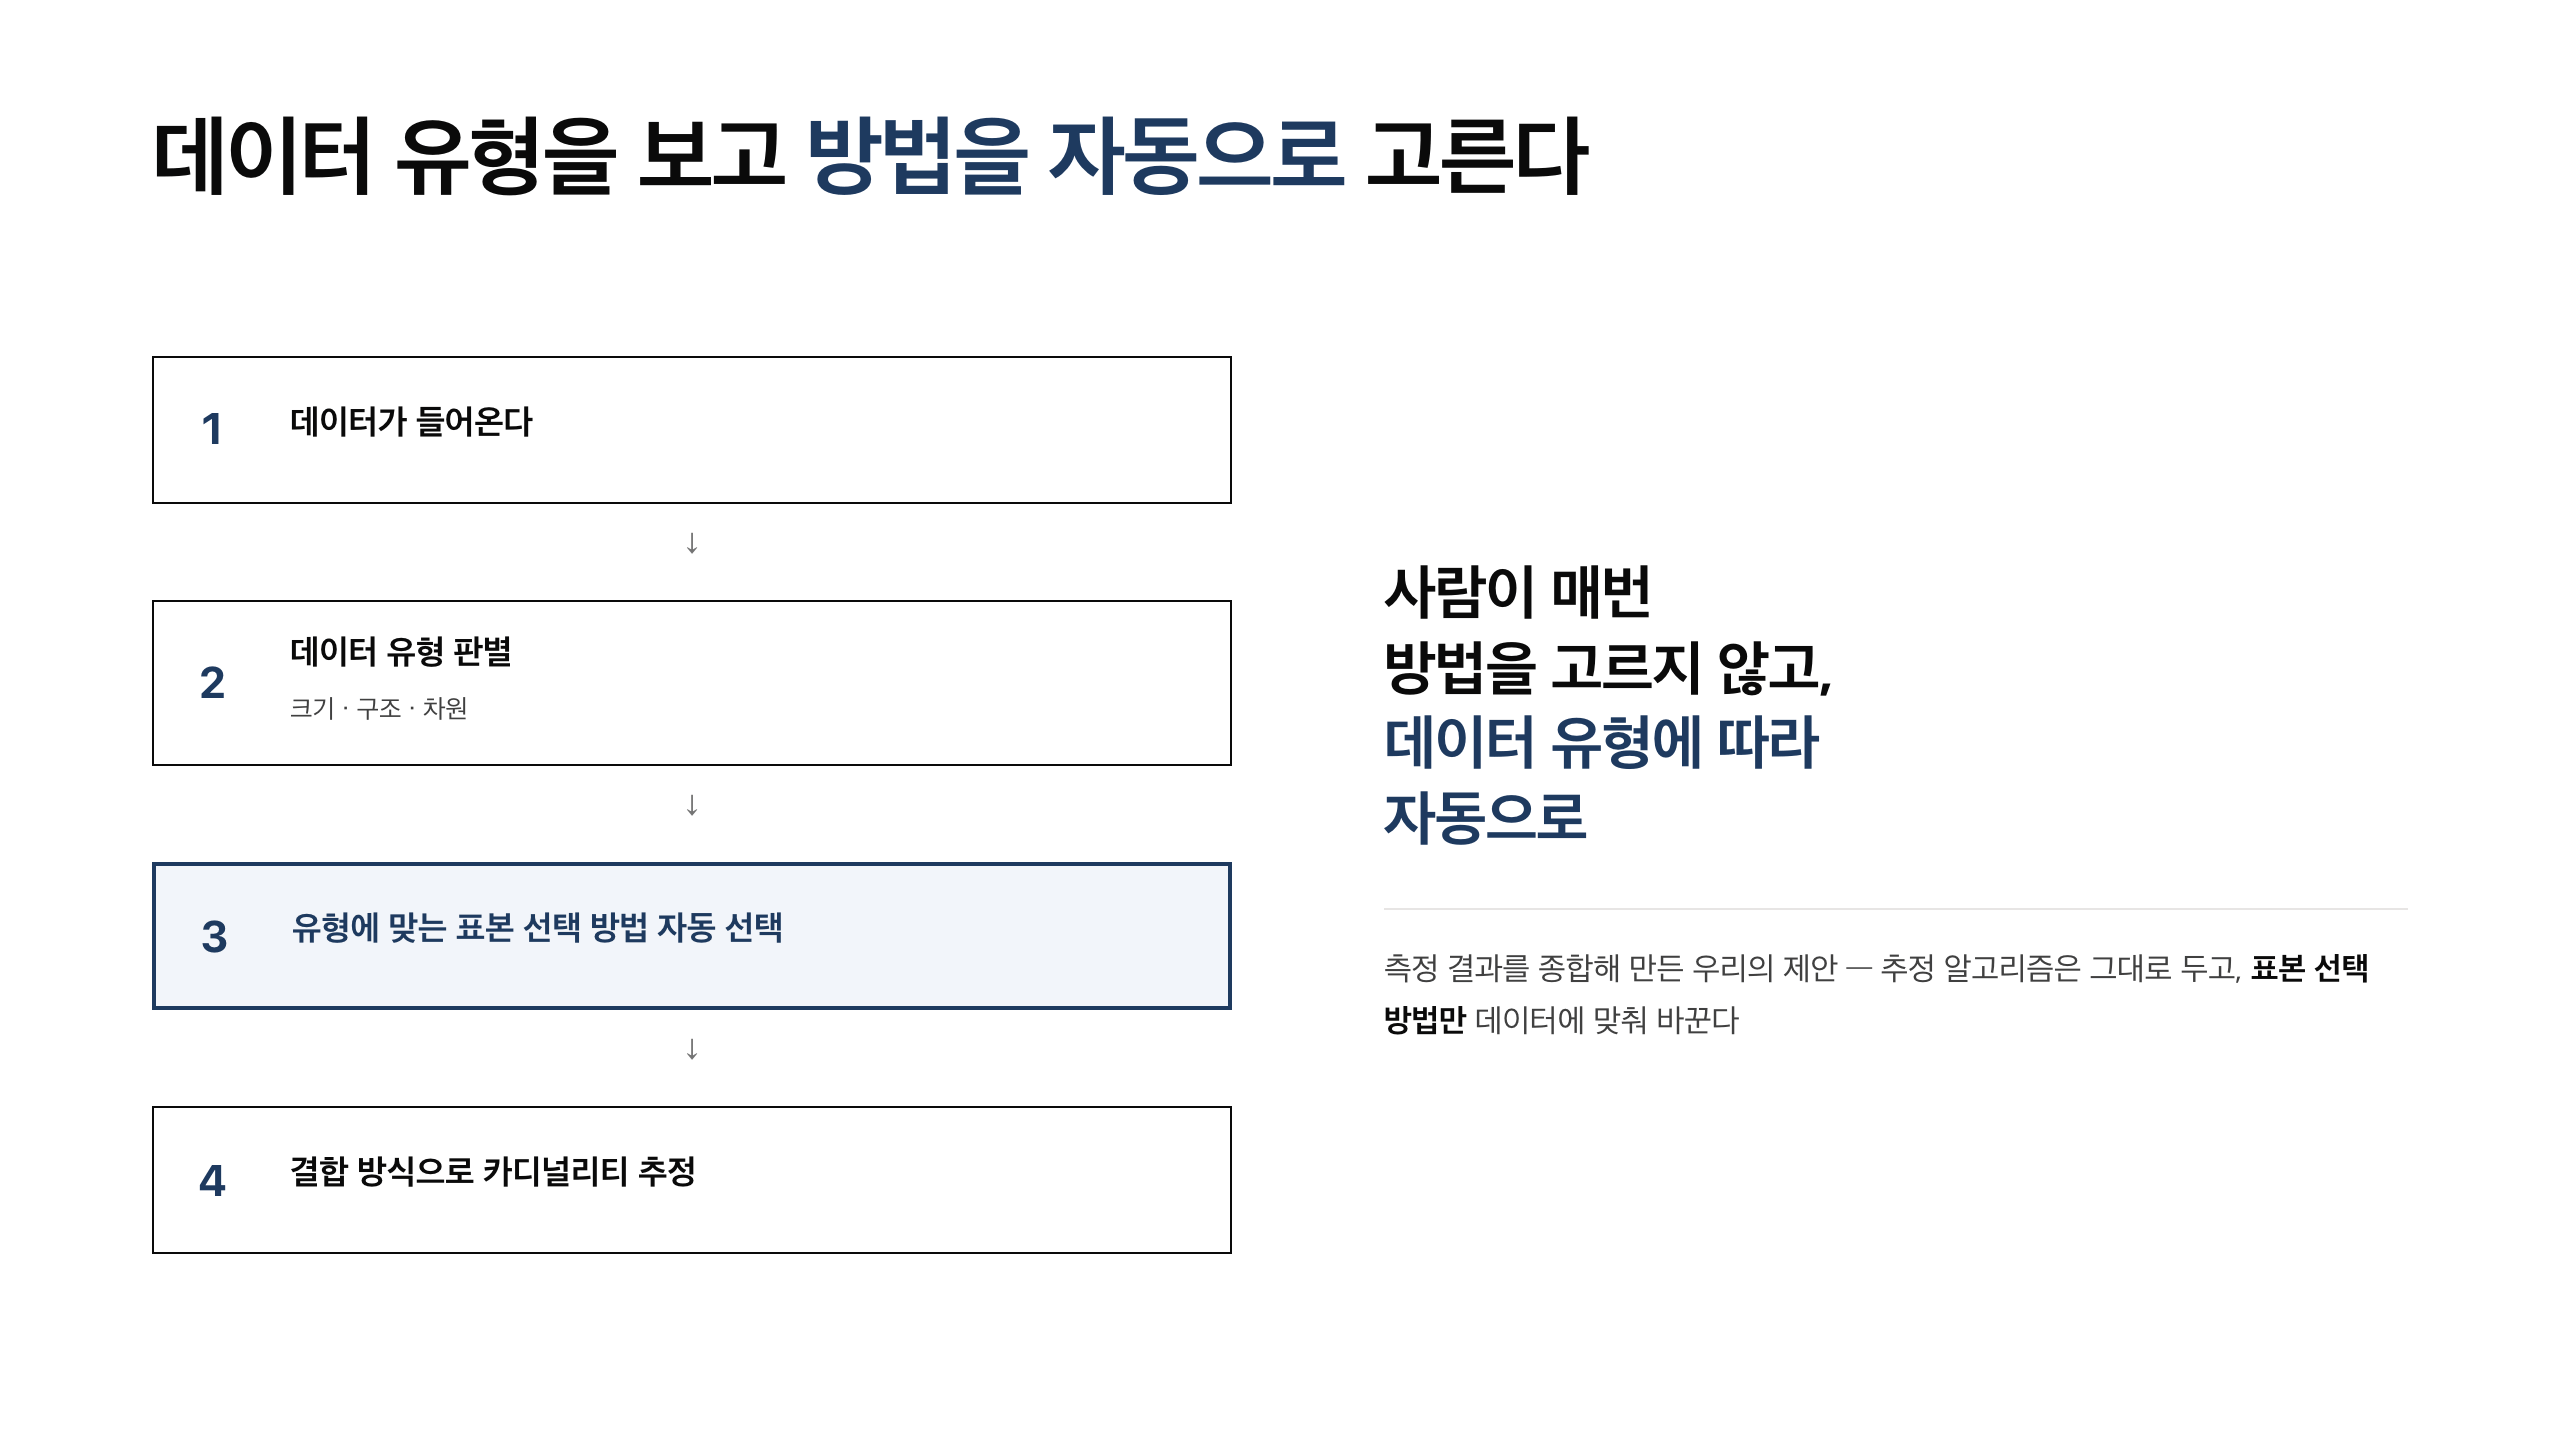 데이터 유형을 보고 방법을 자동으로 고른다
1 데이터가 들어온다
↓
2 데이터 유형 판별
크기 · 구조 · 차원
↓
3 유형에 맞는 표본 선택 방법 자동 선택
↓
4 결합 방식으로 카디널리티 추정
사람이 매번
방법을 고르지 않고,
데이터 유형에 따라
자동으로
측정 결과를 종합해 만든 우리의 제안 — 추정 알고리즘은 그대로 두고, 표본 선택
방법만 데이터에 맞춰 바꾼다